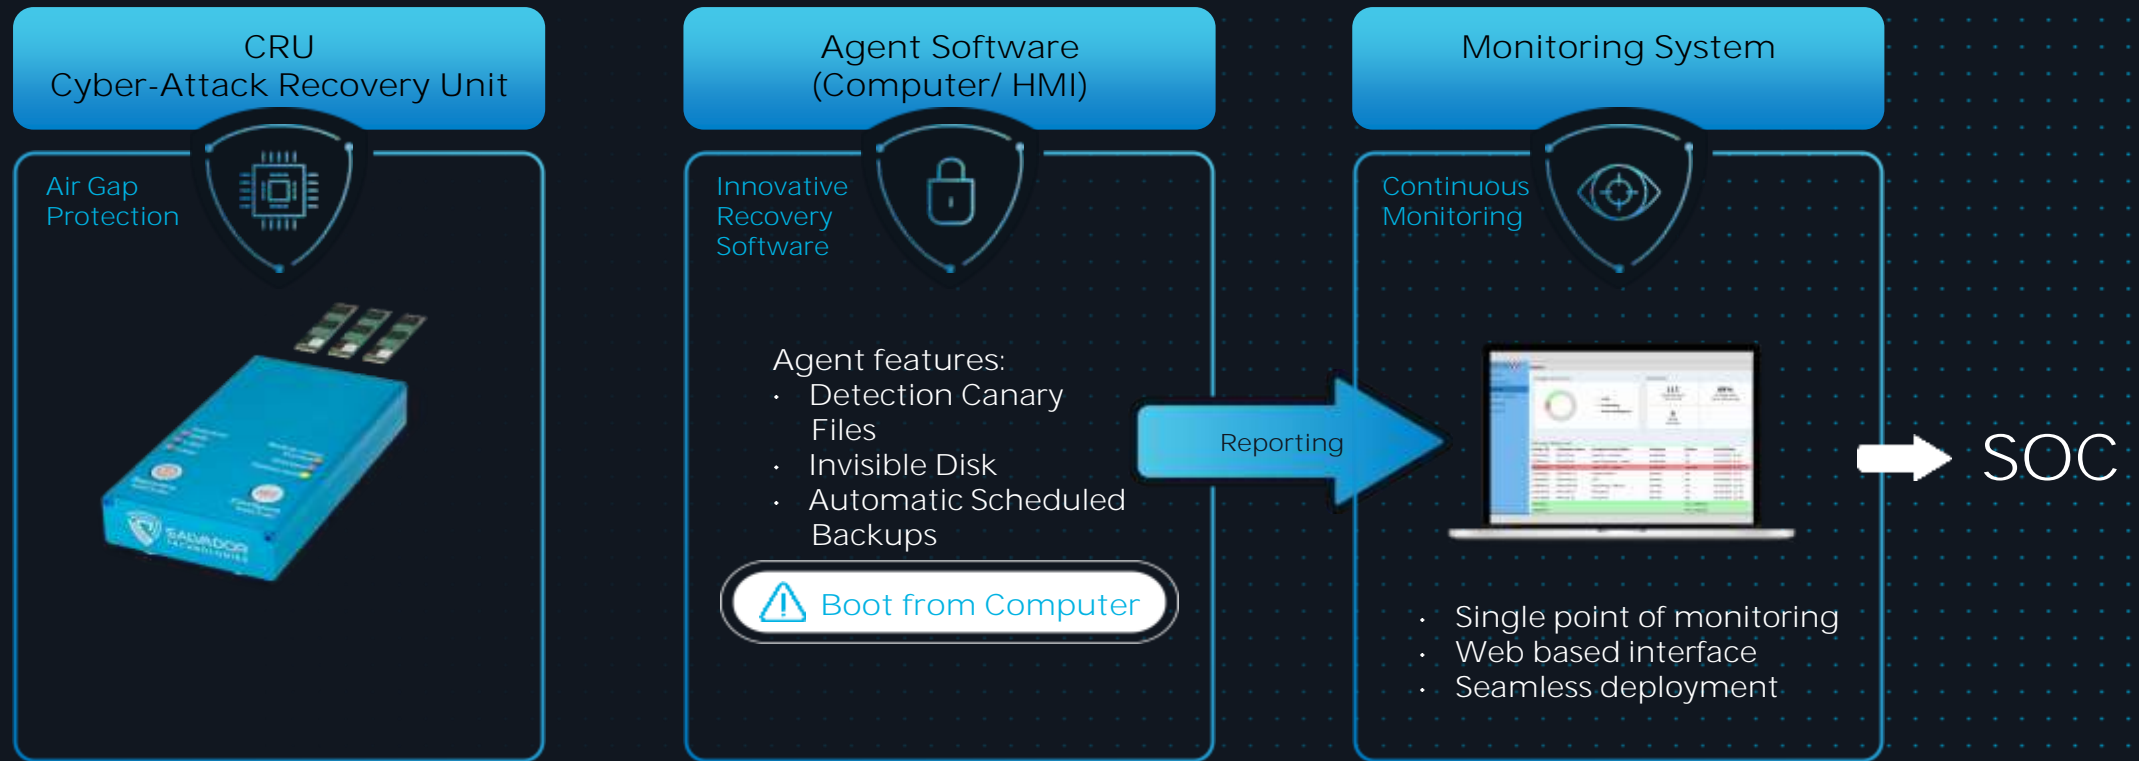 CRU
Cyber-Attack Recovery Unit
Air Gap
Protection
SALVADOR
TECHNOLOGIES
Agent Software
(Computer/ HMI)
Innovative
Recovery
Software
Agent features:
• Detection Canary
Files
• Invisible Disk
• Automatic Scheduled
Backups
Boot from Computer
Reporting
Monitoring System
Continuous
Monitoring
• Single point of monitoring
• Web based interface
• Seamless deployment
SOC